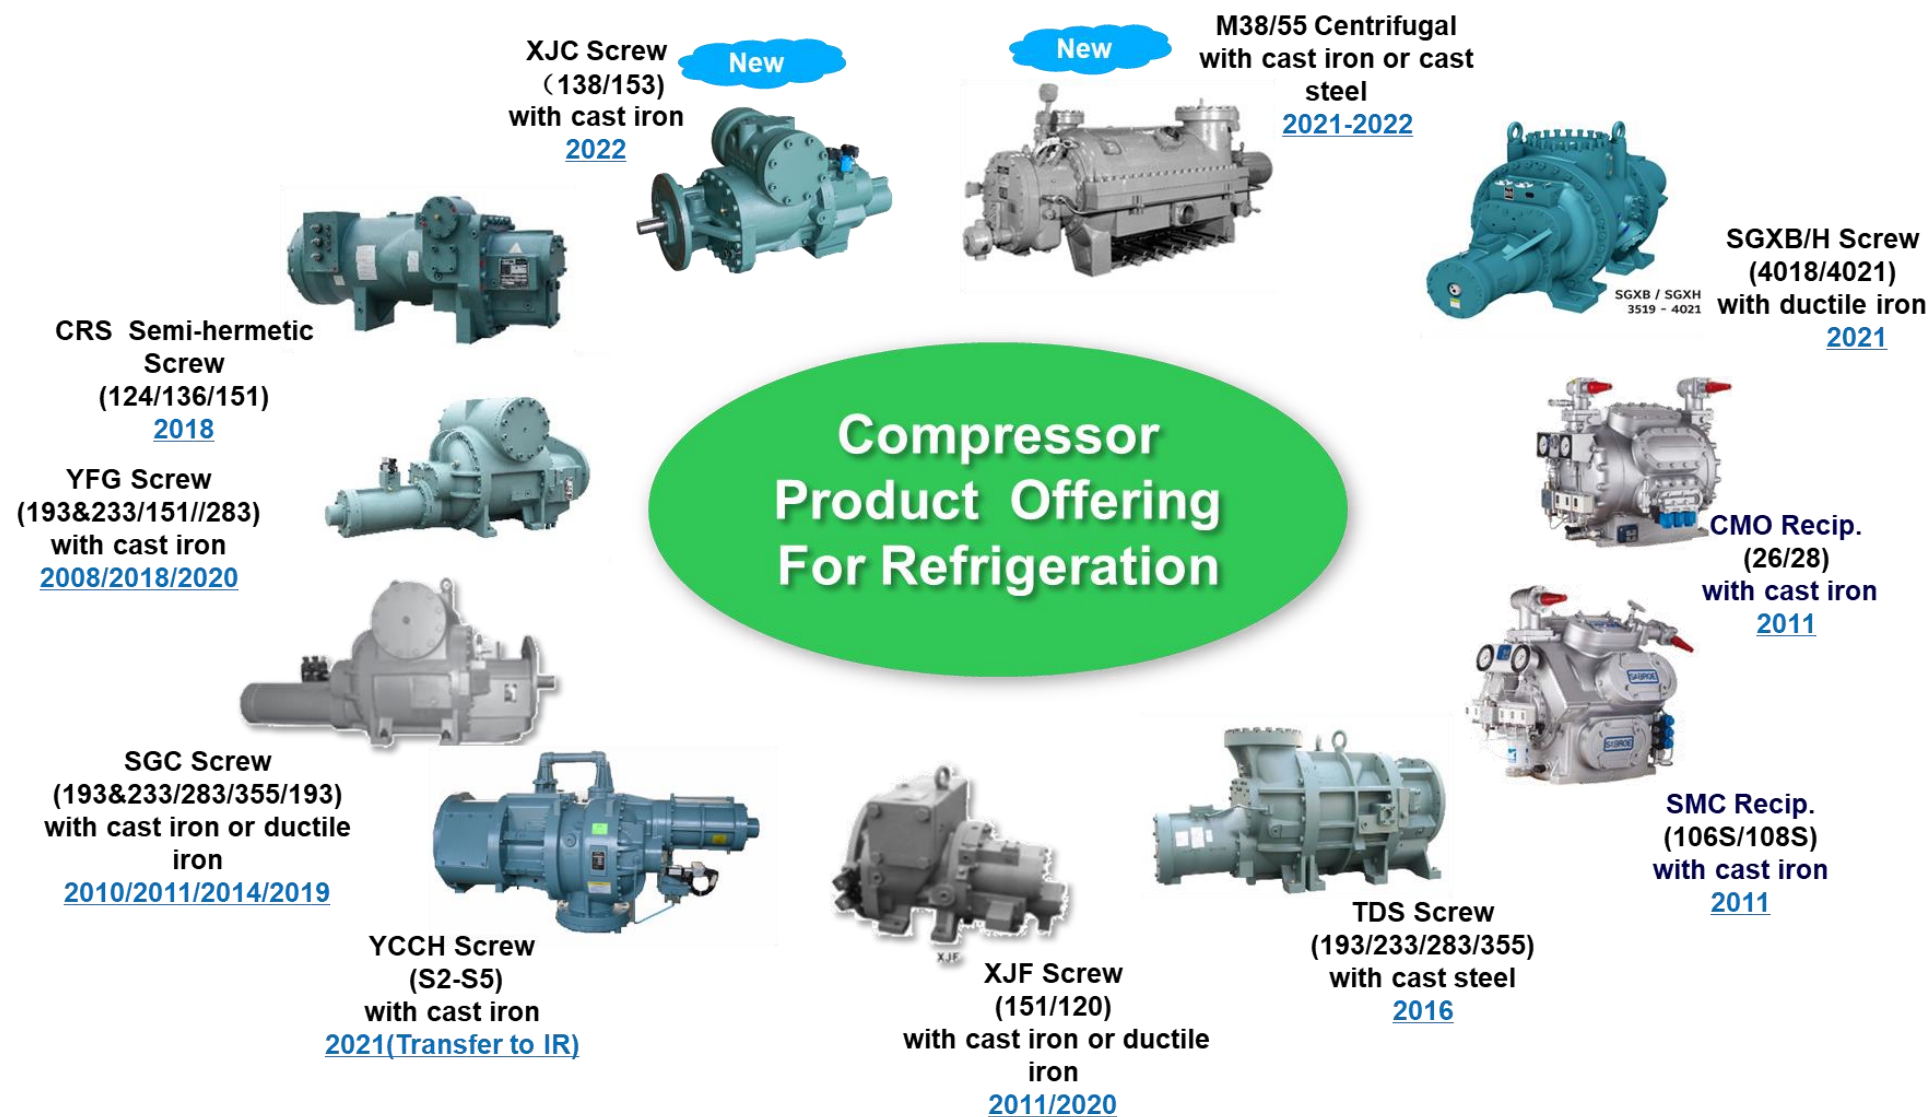 XJC Screw
（138/153)
with cast iron
2022
New
New
M38/55 Centrifugal
with cast iron or cast
steel
2021-2022
SGXB / SGXH
3519 - 4021
SGXB/H Screw
(4018/4021)
with ductile iron
2021
CRS  Semi-hermetic
Screw
(124/136/151)
2018
Compressor
Product  Offering
For Refrigeration
YFG Screw
(193&233/151//283)
with cast iron
2008/2018/2020
CMO Recip.
(26/28)
with cast iron
2011
SABROE
SABROE
SGC Screw
(193&233/283/355/193)
with cast iron or ductile
iron
2010/2011/2014/2019
SMC Recip.
(106S/108S)
with cast iron
2011
YCCH Screw
(S2-S5)
with cast iron
2021(Transfer to IR)
XJF
XJF Screw
(151/120)
with cast iron or ductile
iron
2011/2020
TDS Screw
(193/233/283/355)
with cast steel
2016